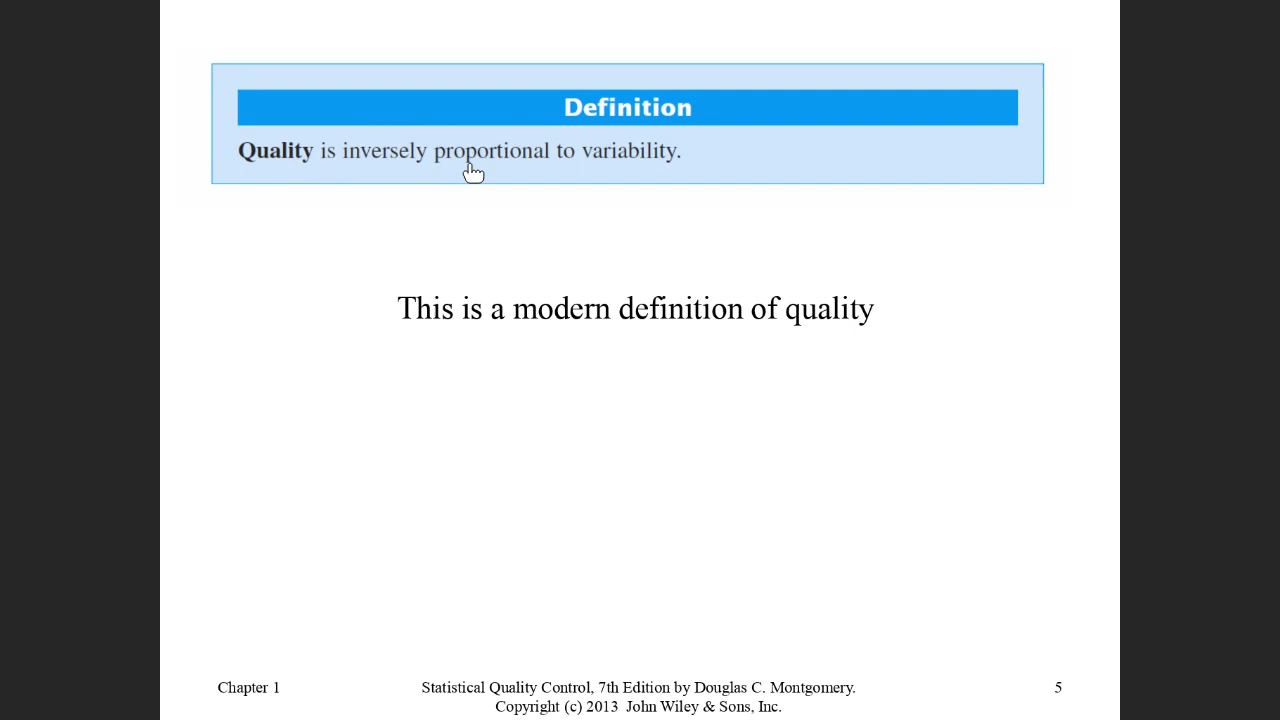 Definition
Quality is inversely proportional to variability.
This is a modern definition of quality
Chapter 1
Statistical Quality Control, 7th Edition by Douglas C. Montgomery.
Copyright (c) 2013 John Wiley & Sons, Inc.
5